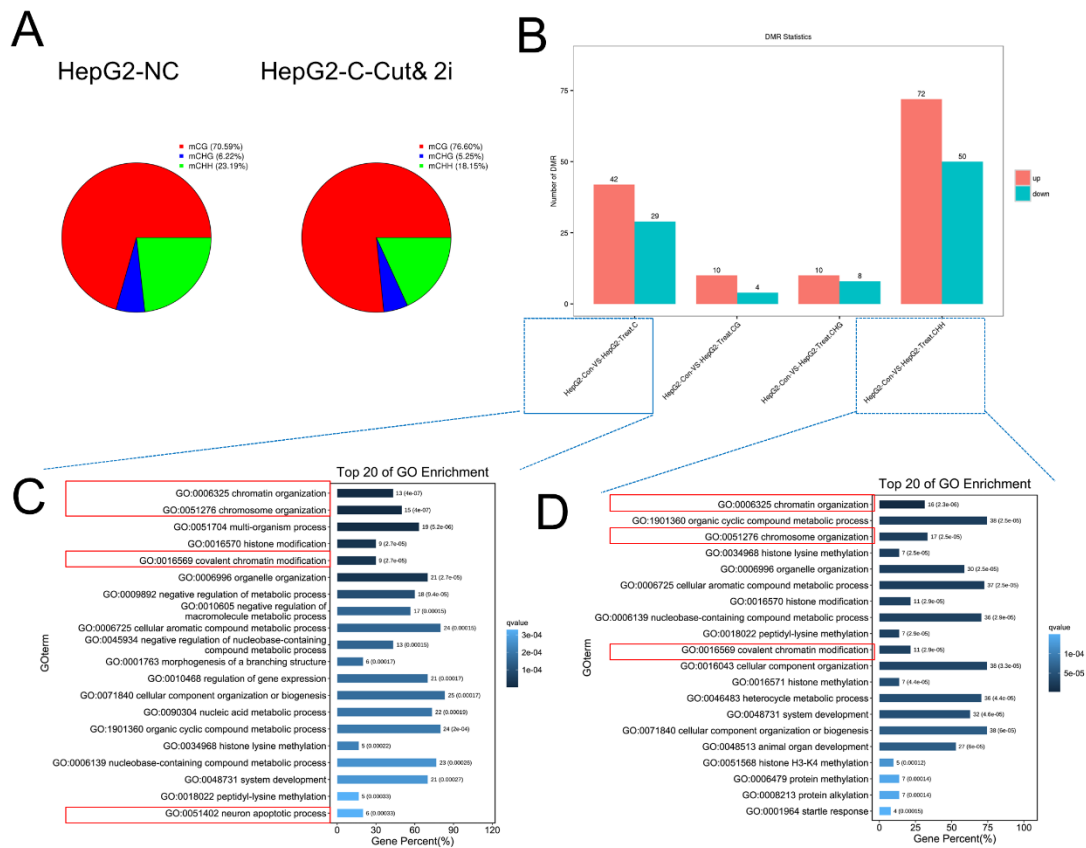 A
HepG2-NC
HepG2-C-Cut& 2i
mCG (70.59%)
mCHG (6.22%)
mCHH (23.19%)
mCG (76.60%)
mCHG (5.25%)
mCHH (18.15%)
B
DMR Statistics
Number of DMR
75
50
25
0
42
29
10
4
10
8
72
50
up
down
HepG2-Con-VS-HepG2-Treat.C
HepG2-Con-VS-HepG2-Treat.CG
HepG2-Con-VS-HepG2-Treat.CHG
HepG2-Con-VS-HepG2-Treat.CHH
C
Top 20 of GO Enrichment
GOterm
GO:0006325 chromatin organization 13 (4e-07)
GO:0051276 chromosome organization 15 (4e-07)
GO:0051704 multi-organism process 18 (5.2e-06)
GO:0016570 histone modification 9 (2.7e-05)
GO:0016569 covalent chromatin modification 9 (2.7e-05)
GO:0006996 organelle organization 21 (2.7e-05)
GO:0009892 negative regulation of metabolic process 18 (9.4e-05)
GO:0010605 negative regulation of
macromolecule metabolic process 17 (0.00015)
GO:0006725 cellular aromatic compound metabolic process 24 (0.00015)
GO:0045934 negative regulation of nucleobase-containing
compound metabolic process 13 (0.00015)
GO:0001763 morphogenesis of a branching structure 6 (0.00017)
GO:0010468 regulation of gene expression 21 (0.00017)
GO:0071840 cellular component organization or biogenesis 25 (0.00017)
GO:0090304 nucleic acid metabolic process 22 (0.00019)
GO:1901360 organic cyclic compound metabolic process 24 (2e-04)
GO:0034968 histone lysine methylation 5 (0.00022)
GO:0006139 nucleobase-containing compound metabolic process 23 (0.00025)
GO:0048731 system development 21 (0.00027)
GO:0018022 peptidyl-lysine methylation 5 (0.00033)
GO:0051402 neuron apoptotic process 6 (0.00033)
0 30 60 90 120
Gene Percent(%)
qvalue
3e-04
2e-04
1e-04
D
Top 20 of GO Enrichment
GOterm
GO:0006325 chromatin organization 16 (2.3e-06)
GO:1901360 organic cyclic compound metabolic process 38 (2.5e-05)
GO:0051276 chromosome organization 17 (2.5e-05)
GO:0034968 histone lysine methylation 7 (2.5e-05)
GO:0006996 organelle organization 30 (2.5e-05)
GO:0006725 cellular aromatic compound metabolic process 37 (2.5e-05)
GO:0016570 histone modification 11 (2.9e-05)
GO:0006139 nucleobase-containing compound metabolic process 36 (2.9e-05)
GO:0018022 peptidyl-lysine methylation 7 (2.9e-05)
GO:0016569 covalent chromatin modification 11 (2.9e-05)
GO:0016043 cellular component organization 38 (3.3e-05)
GO:0016571 histone methylation 7 (4.4e-05)
GO:0046483 heterocycle metabolic process 36 (4.4e-05)
GO:0048731 system development 32 (4.6e-05)
GO:0071840 cellular component organization or biogenesis 38 (6e-05)
GO:0048513 animal organ development 27 (6e-05)
GO:0051568 histone H3-K4 methylation 5 (0.00012)
GO:0006479 protein methylation 7 (0.00014)
GO:0008213 protein alkylation 7 (0.00014)
GO:0001964 startle response 4 (0.00015)
0 25 50 75 100
Gene Percent(%)
qvalue
1e-04
5e-05